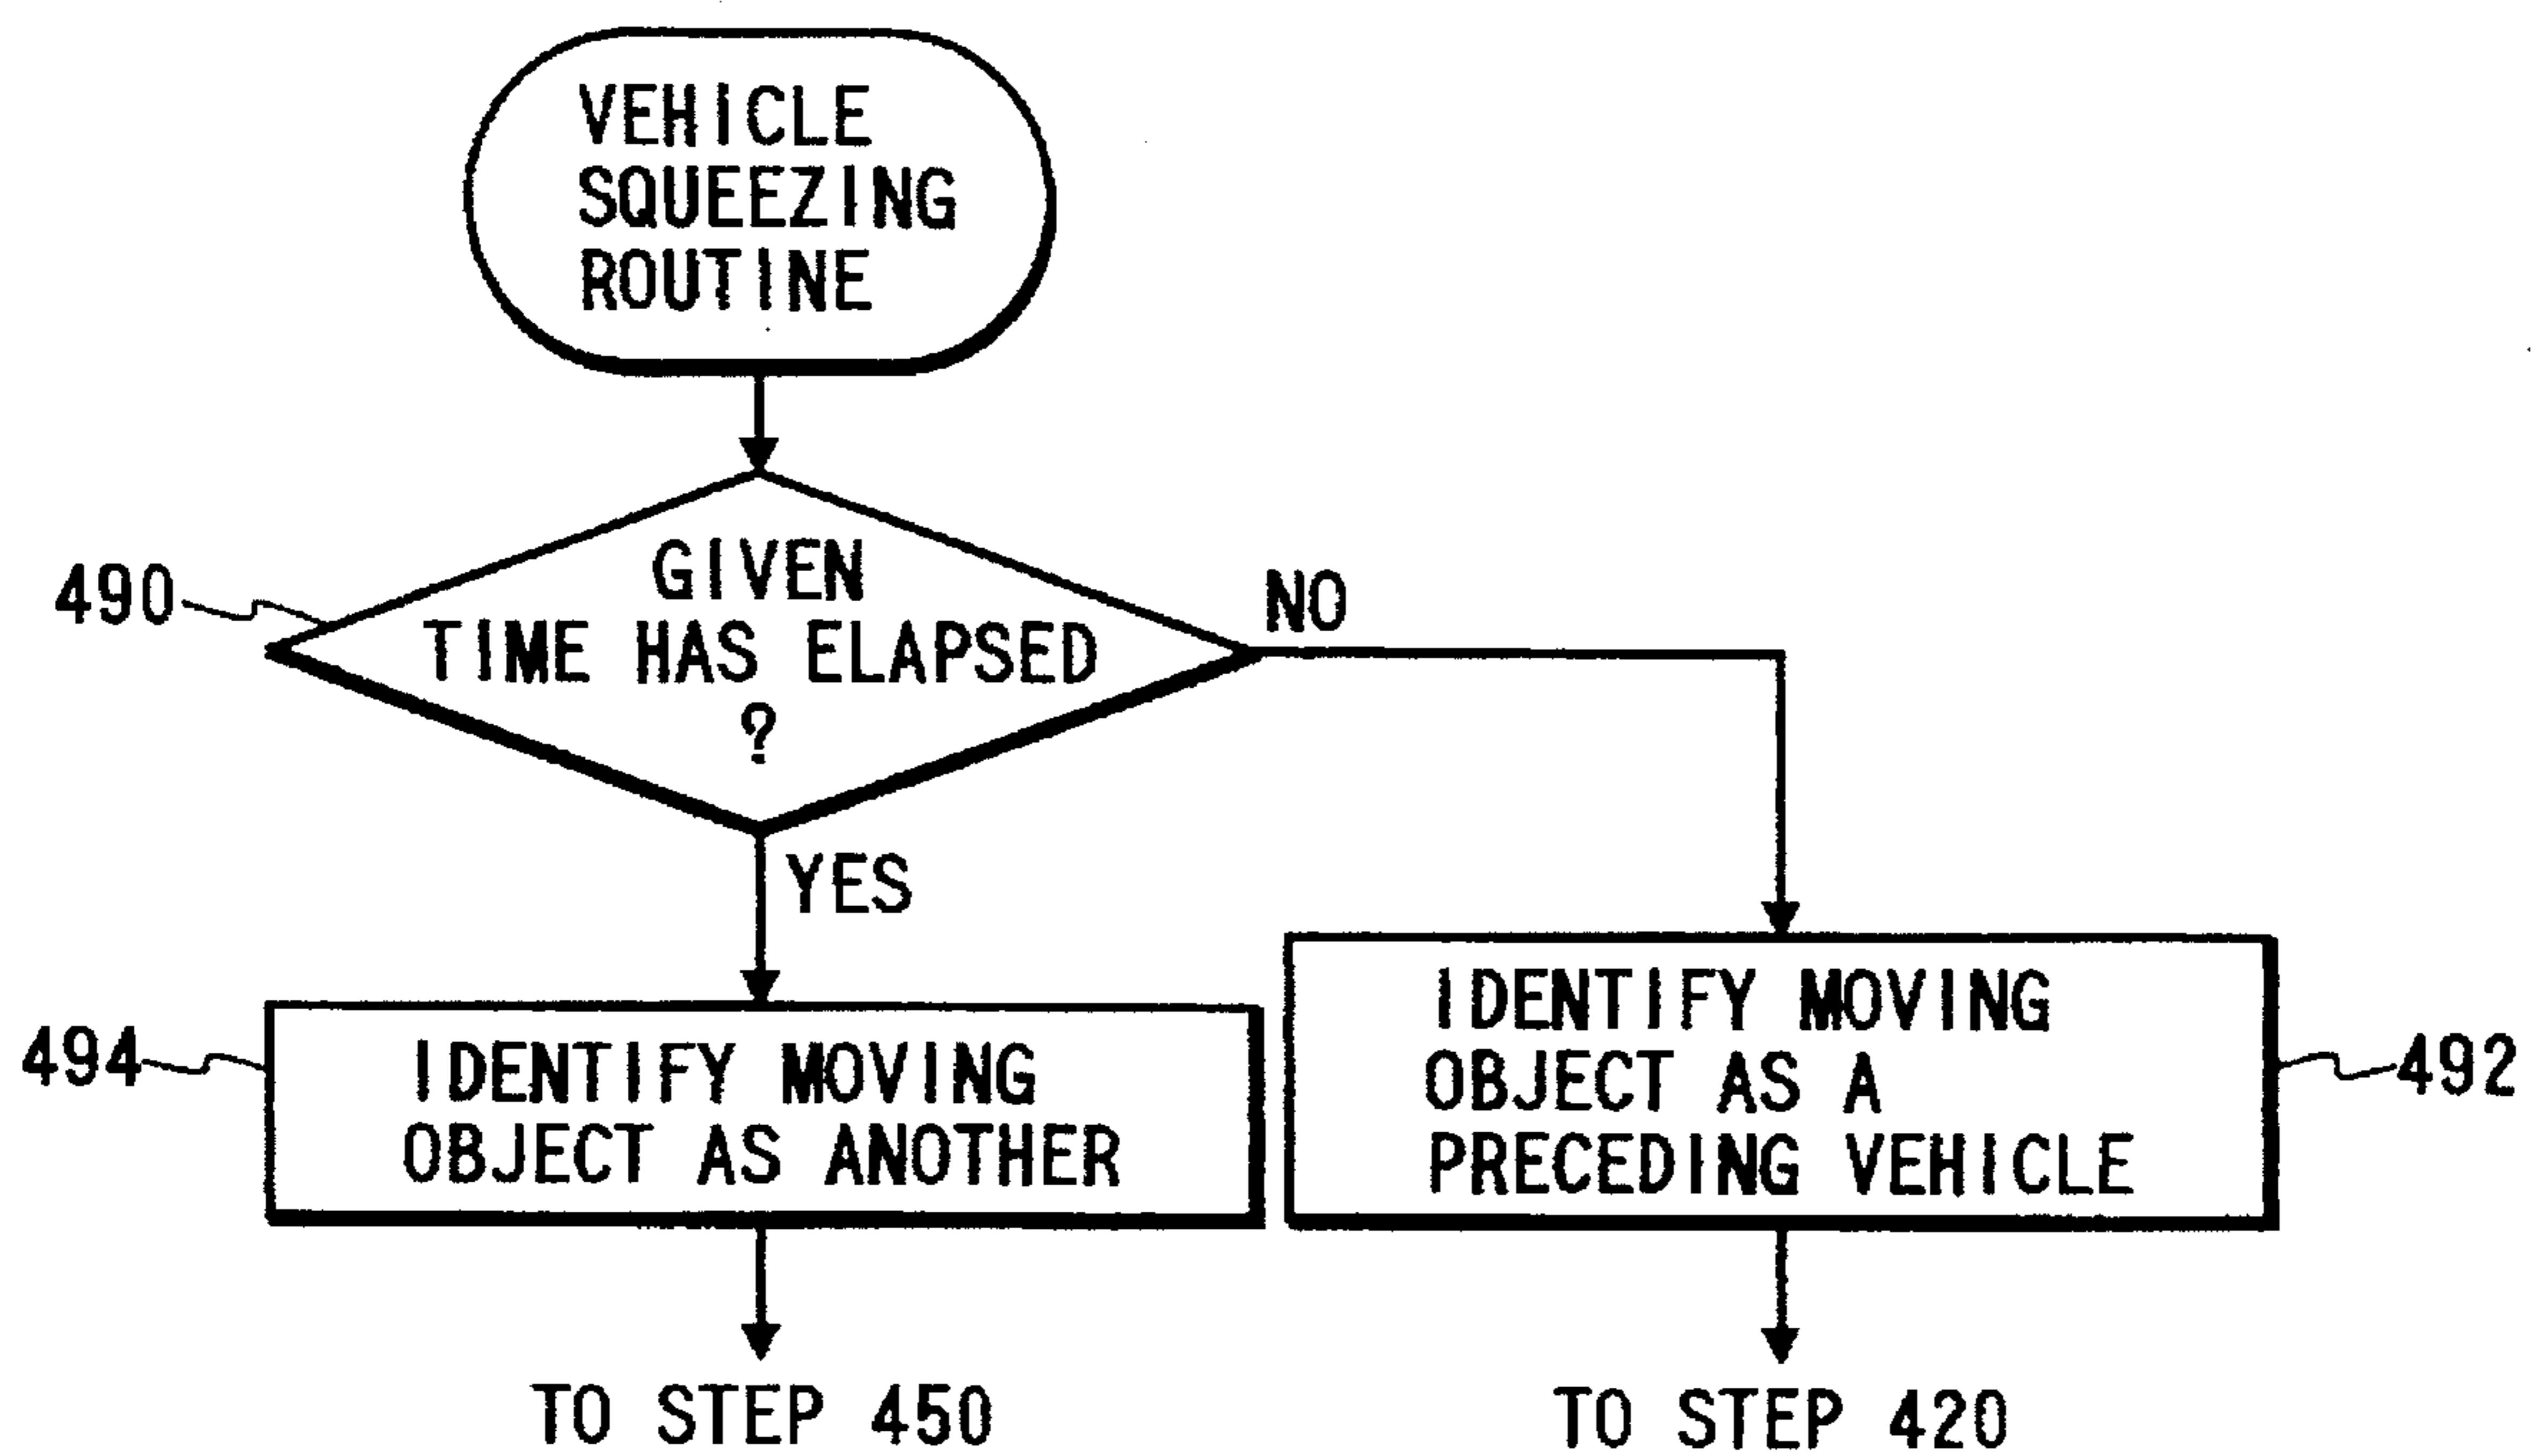 VEHICLE
SQUEEZING
ROUTINE
490
GIVEN
TIME HAS ELAPSED
?
NO
YES
494
IDENTIFY MOVING
OBJECT AS ANOTHER
IDENTIFY MOVING
OBJECT AS A
PRECEDING VEHICLE
492
TO STEP 450
TO STEP 420